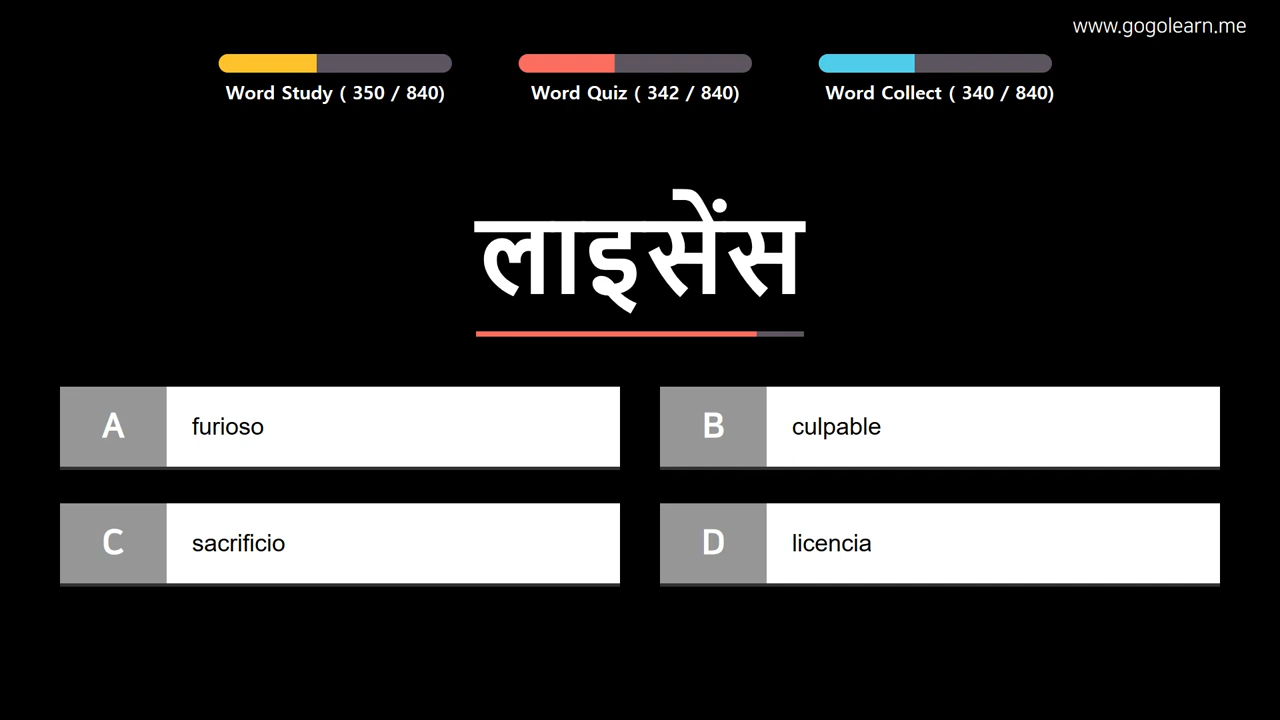 www.gogolearn.me
Word Study ( 350 / 840)
Word Quiz ( 342 / 840)
Word Collect ( 340 / 840)
लाइसेंस
A furioso
B culpable
C sacrificio
D licencia